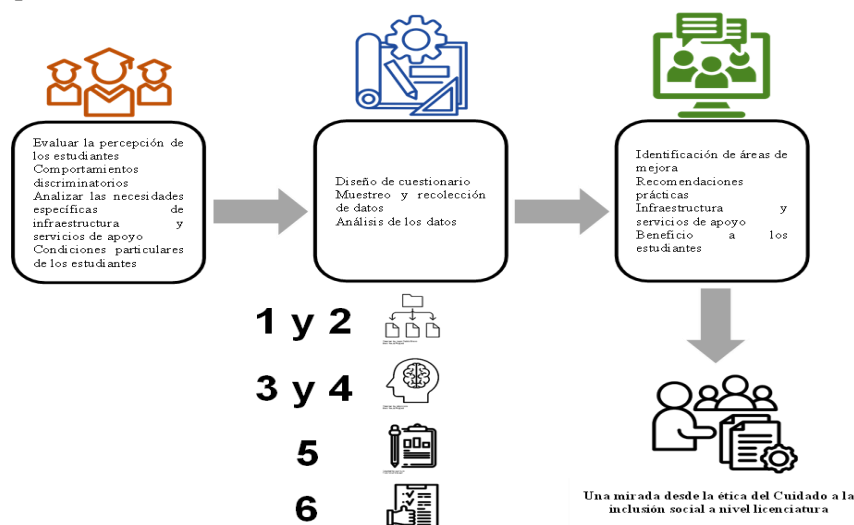 Evaluar la percepción de
los estudiantes
Comportamientos
discriminatorios
Analizar las necesidades
específicas de
infraestructura y
servicios de apoyo
Condiciones particulares
de los estudiantes
Diseño de cuestionario
Muestreo y recolección
de datos
Análisis de los datos
Identificación de áreas de
mejora
Recomendaciones
prácticas
Infraestructura y
servicios de apoyo
Beneficio a los
estudiantes
1 y 2
3 y 4
5
6
Una mirada desde la ética del Cuidado a la
inclusión social a nivel licenciatura